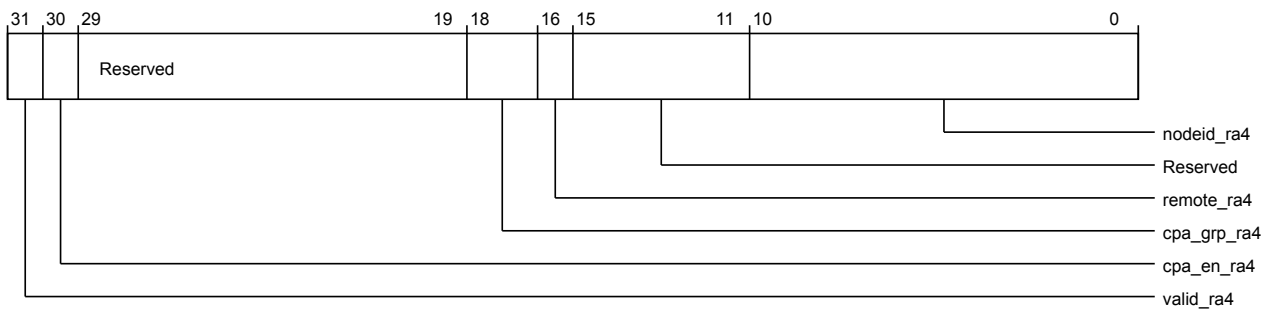 31 30 29 19 18 16 15 11 10 0
Reserved
nodeid_ra4
Reserved
remote_ra4
cpa_grp_ra4
cpa_en_ra4
valid_ra4